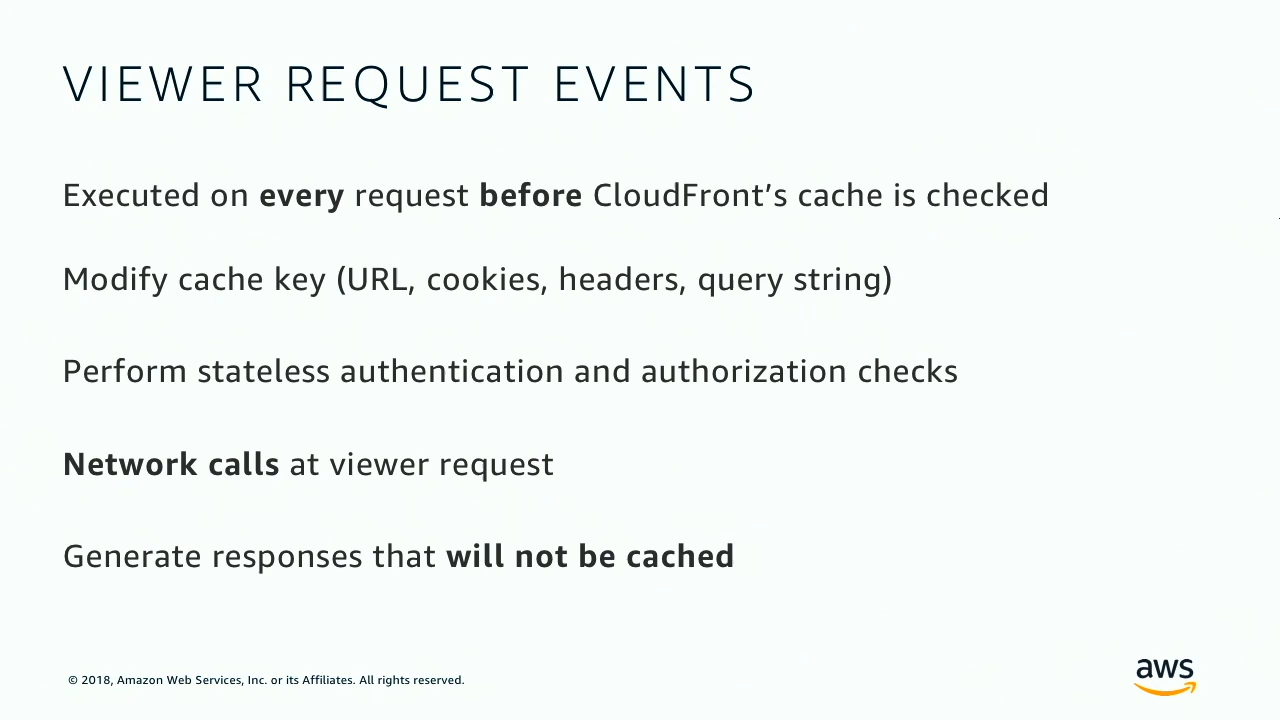 VIEWER REQUEST EVENTS
Executed on every request before CloudFront’s cache is checked
Modify cache key (URL, cookies, headers, query string)
Perform stateless authentication and authorization checks
Network calls at viewer request
Generate responses that will not be cached
© 2018, Amazon Web Services, Inc. or its Affiliates. All rights reserved.
aws